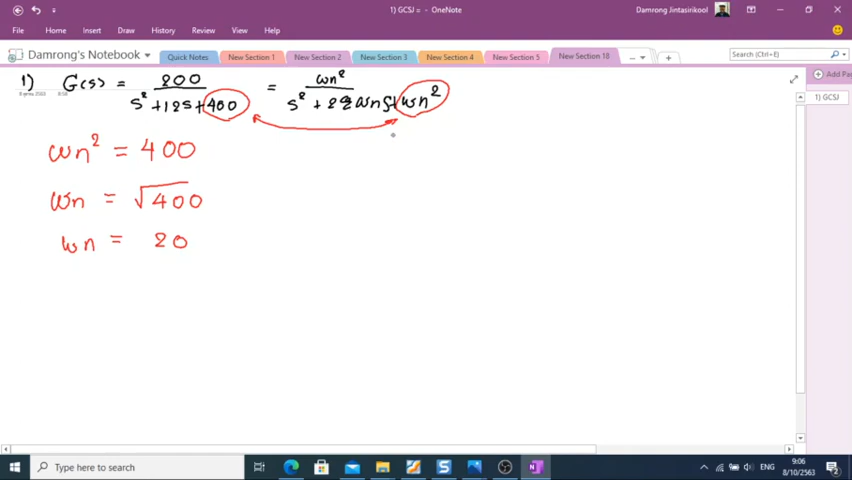 1) GCSJ = - OneNote
Damrong Jintasirikool
File Home Insert Draw History Review View Help
Damrong's Notebook Quick Notes New Section 1 New Section 2 New Section 3 New Section 4 New Section 5 New Section 18 Search (Ctrl+E)
1) G(s) = 200 / s² + 12s + 400 = ωn² / s² + 2ξωns + ωn²
Add Pag
1) GCSJ
ωn² = 400
ωn = √400
ωn = 20
Type here to search
ENG
9:06
8/10/2563